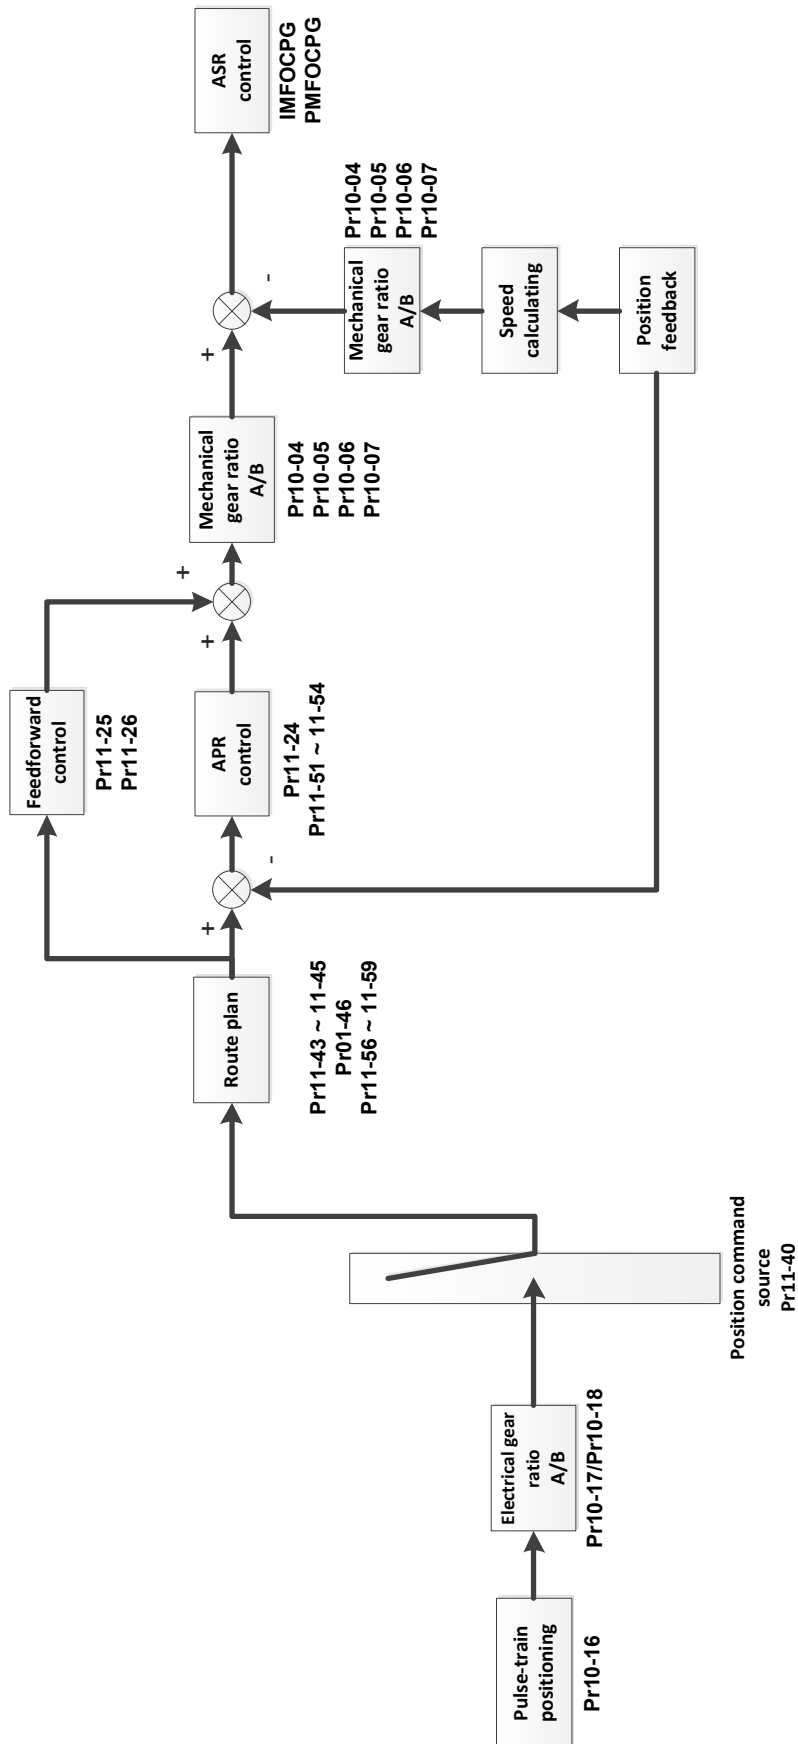 Pulse-train
positioning
Pr10-16
Electrical gear
ratio
A/B
Pr10-17/Pr10-18
Position command
source
Pr11-40
Route plan
Pr11-43 ~ 11-45
Pr01-46
Pr11-56 ~ 11-59
+
-
Feedforward
control
Pr11-25
Pr11-26
APR
control
Pr11-24
Pr11-51 ~ 11-54
+
+
Mechanical
gear ratio
A/B
Pr10-04
Pr10-05
Pr10-06
Pr10-07
+
-
Position
feedback
Speed
calculating
Mechanical
gear ratio
A/B
Pr10-04
Pr10-05
Pr10-06
Pr10-07
ASR
control
IMFOCPG
PMFOCPG